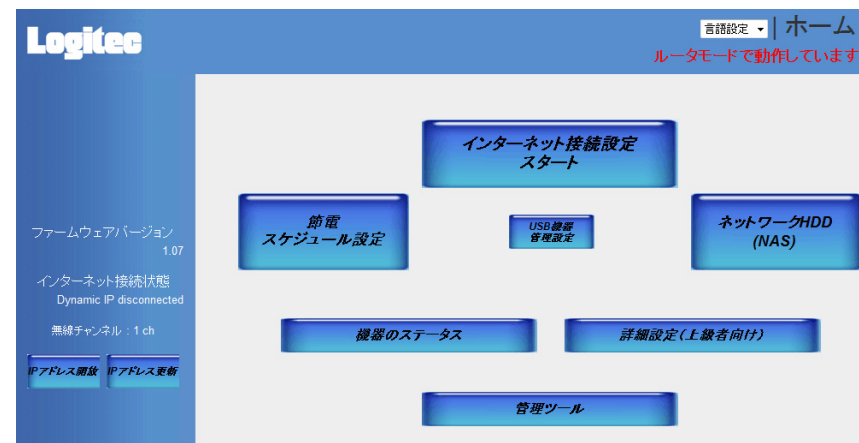 Logitec
言語設定 | ホーム
ルータモードで動作しています
インターネット接続設定
スタート
節電
スケジュール設定
USB機器
管理設定
ネットワークHDD
(NAS)
ファームウェアバージョン
1.07
インターネット接続状態
Dynamic IP disconnected
無線チャンネル : 1 ch
機器のステータス
詳細設定(上級者向け)
IPアドレス開放
IPアドレス更新
管理ツール